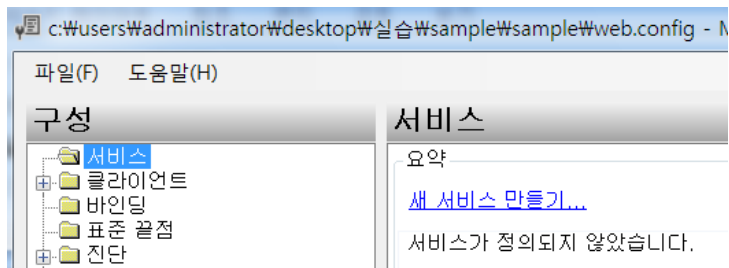 c:₩users₩administrator₩desktop₩실습₩sample₩sample₩web.config - M
파일(F) 도움말(H)
구성
서비스
클라이언트
바인딩
표준 끝점
진단
서비스
요약
새 서비스 만들기...
서비스가 정의되지 않았습니다.